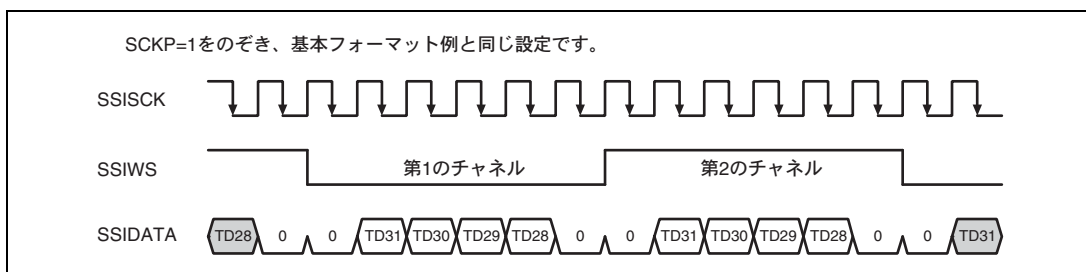 SCKP=1をのぞき、基本フォーマット例と同じ設定です。
SSISCK
SSIWS 第1のチャネル 第2のチャネル
SSIDATA TD28 0 0 TD31 TD30 TD29 TD28 0 0 TD31 TD30 TD29 TD28 0 0 TD31